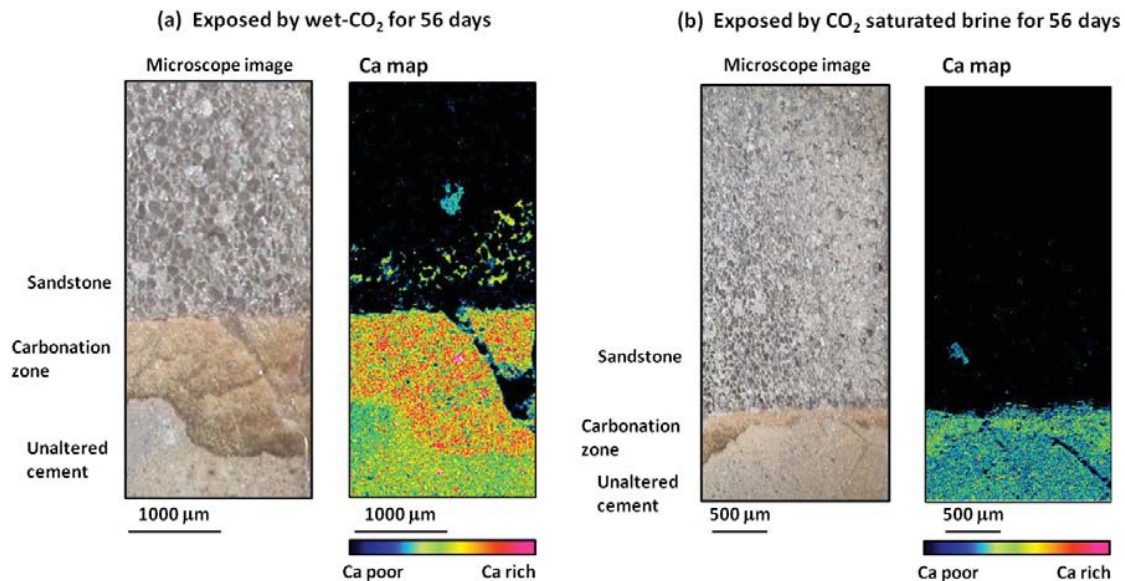 (a) Exposed by wet-CO₂ for 56 days
Microscope image
Ca map
Sandstone
Carbonation
zone
Unaltered
cement
1000 μm
1000 μm
Ca poor
Ca rich
(b) Exposed by CO₂ saturated brine for 56 days
Microscope image
Ca map
Sandstone
Carbonation
zone
Unaltered
cement
500 μm
500 μm
Ca poor
Ca rich